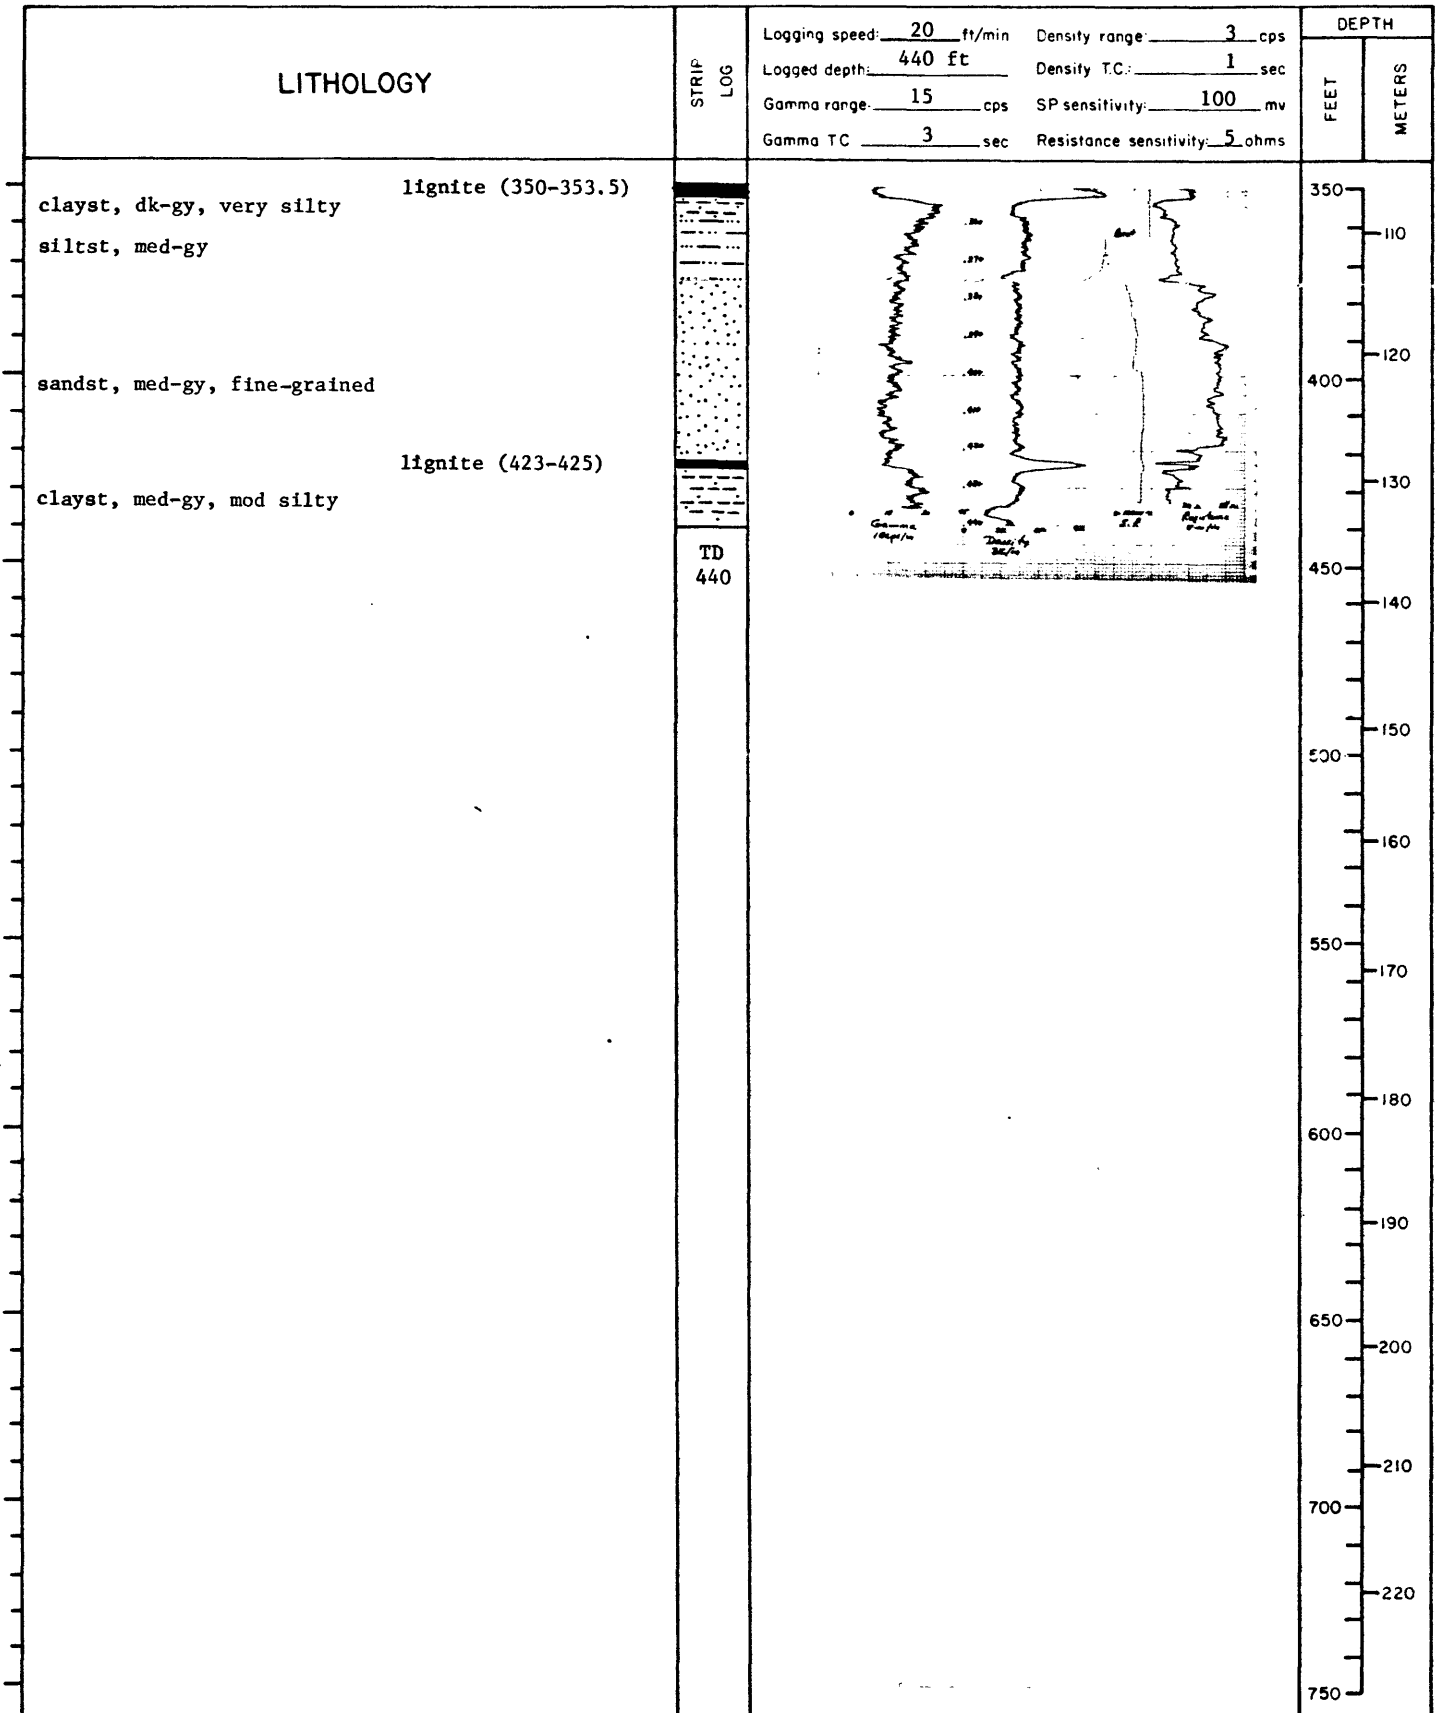 LITHOLOGY
STRIP LOG
Logging speed: 20 ft/min Density range: 3 cps
Logged depth: 440 ft Density T.C.: 1 sec
Gamma range: 15 cps SP sensitivity: 100 mv
Gamma TC 3 sec Resistance sensitivity: 5 ohms
DEPTH
FEET METERS
lignite (350-353.5)
clayst, dk-gy, very silty
siltst, med-gy
sandst, med-gy, fine-grained
lignite (423-425)
clayst, med-gy, mod silty
TD
440
Gamma
Density
S.P.
Resistance
350
110
120
400
130
450
140
150
500
160
550
170
180
600
190
650
200
210
700
220
750